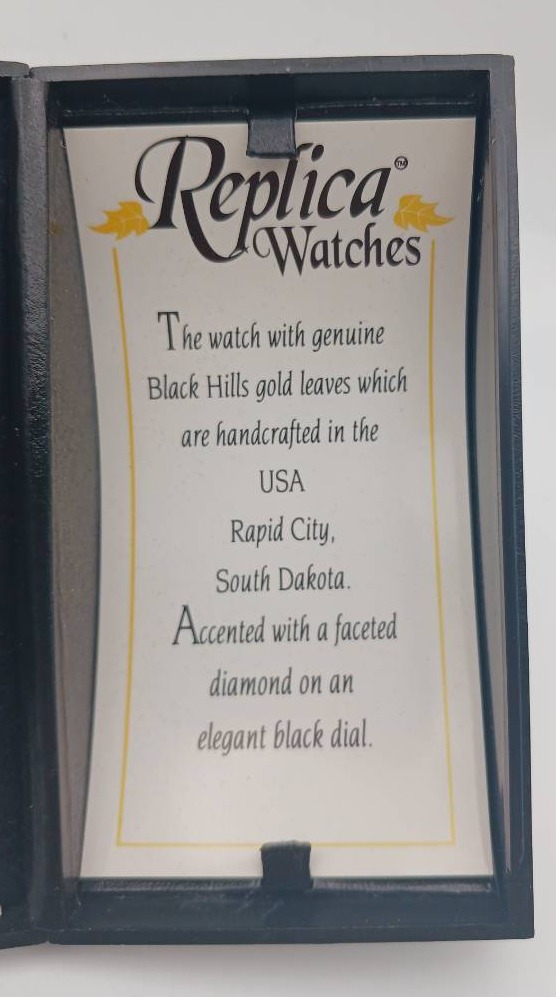 Replica™
Watches
The watch with genuine
Black Hills gold leaves which
are handcrafted in the
USA
Rapid City,
South Dakota.
Accented with a faceted
diamond on an
elegant black dial.